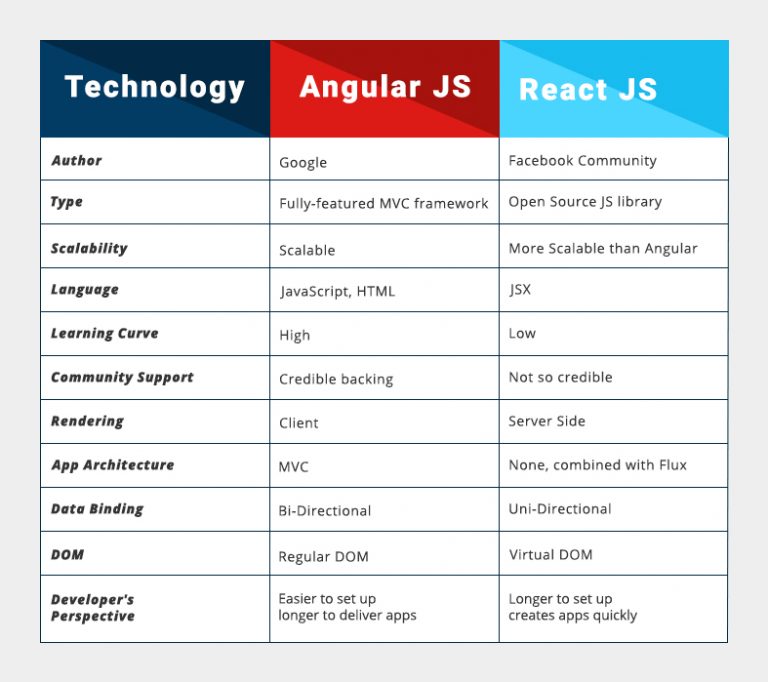 Technology Angular JS React JS
Author Google Facebook Community
Type Fully-featured MVC framework Open Source JS library
Scalability Scalable More Scalable than Angular
Language JavaScript, HTML JSX
Learning Curve High Low
Community Support Credible backing Not so credible
Rendering Client Server Side
App Architecture MVC None, combined with Flux
Data Binding Bi-Directional Uni-Directional
DOM Regular DOM Virtual DOM
Developer's Easier to set up Longer to set up
Perspective longer to deliver apps creates apps quickly